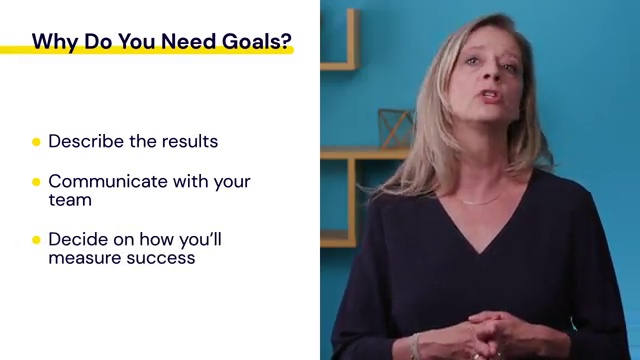 Why Do You Need Goals?
Describe the results
Communicate with your
team
Decide on how you'll
measure success